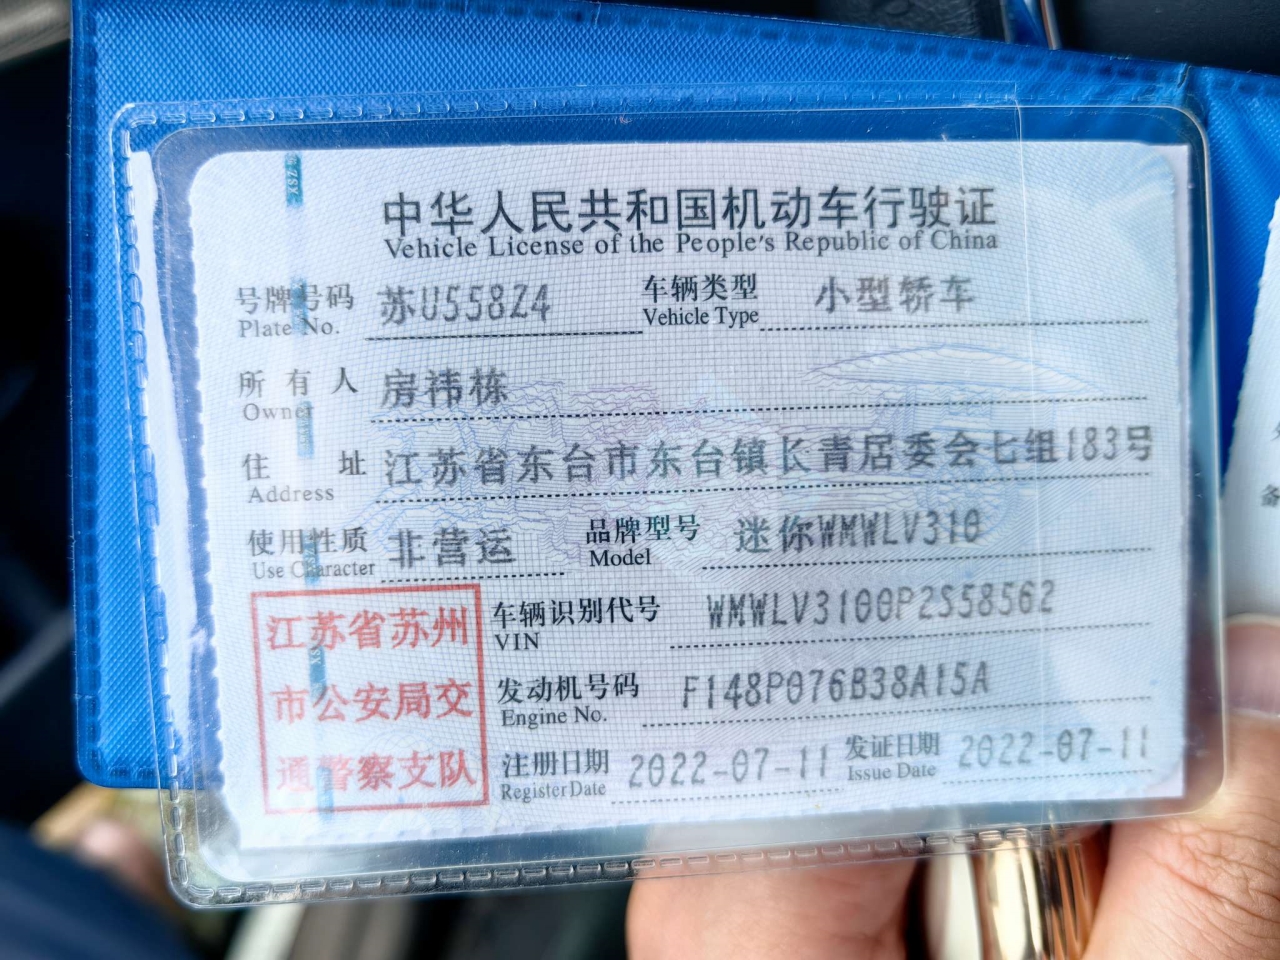 中华人民共和国机动车行驶证
Vehicle License of the People's Republic of China
号牌号码 苏U558Z4 车辆类型 小型轿车
Plate No. Vehicle Type
所有人 房祎栋
Owner
住址 江苏省东台市东台镇长青居委会七组183号
Address
使用性质 非营运 品牌型号 迷你WMWLV310
Use Character Model
江苏省苏州
市公安局交
通警察支队
车辆识别代号 WMWLV3100P2S58562
VIN
发动机号码 F148P076B38A15A
Engine No.
注册日期 2022-07-11 发证日期 2022-07-11
Register Date Issue Date